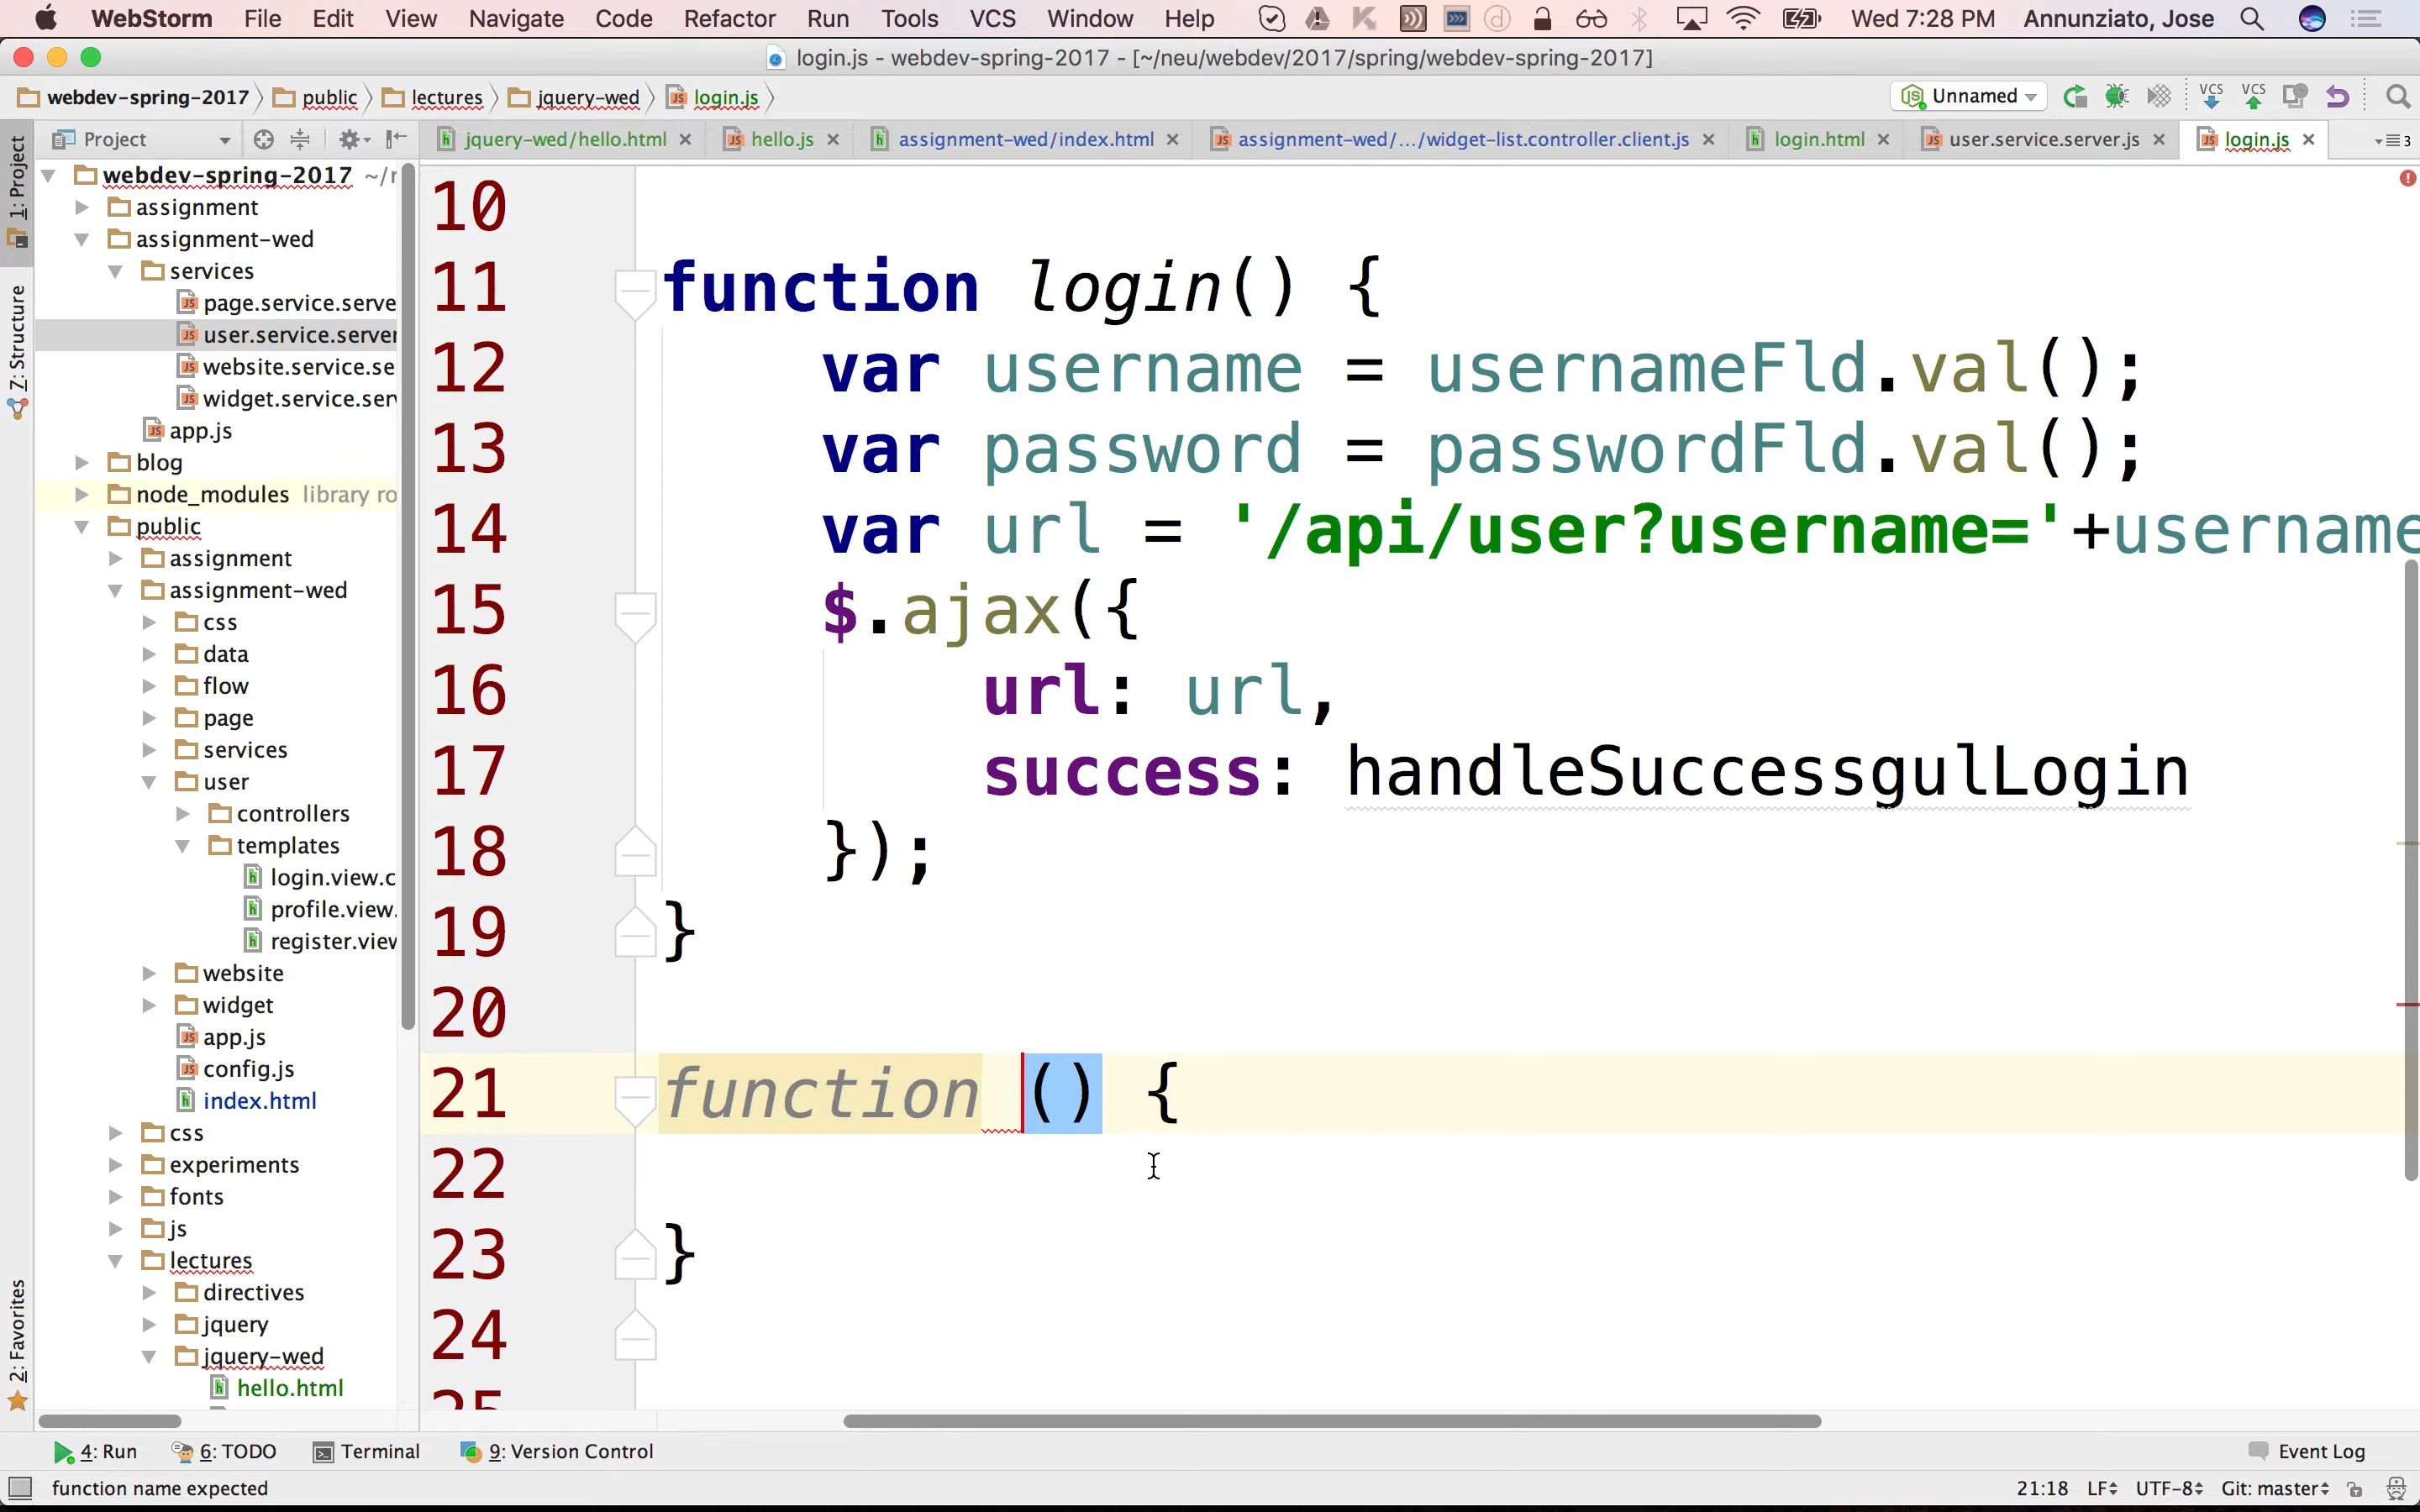 WebStorm File Edit View Navigate Code Refactor Run Tools VCS Window Help Wed 7:28 PM Annunziato, Jose
login.js - webdev-spring-2017 - [~/neu/webdev/2017/spring/webdev-spring-2017]
webdev-spring-2017 public lectures jquery-wed login.js Unnamed VCS VCS
Project jquery-wed/hello.html hello.js assignment-wed/index.html assignment-wed/.../widget-list.controller.client.js login.html user.service.server.js login.js 3
1: Project
Z: Structure
2: Favorites
webdev-spring-2017 ~/r
assignment
assignment-wed
services
page.service.serve
user.service.server
website.service.se
widget.service.ser
app.js
blog
node_modules library ro
public
assignment
assignment-wed
css
data
flow
page
services
user
controllers
templates
login.view.c
profile.view.
register.view
website
widget
app.js
config.js
index.html
css
experiments
fonts
js
lectures
directives
jquery
jquery-wed
hello.html
10
11 function login() {
12 var username = usernameFld.val();
13 var password = passwordFld.val();
14 var url = '/api/user?username='+username
15 $.ajax({
16 url: url,
17 success: handleSuccessgulLogin
18 });
19 }
20
21 function () {
22
23 }
24
25
4: Run 6: TODO Terminal 9: Version Control Event Log
function name expected 21:18 LF UTF-8 Git: master